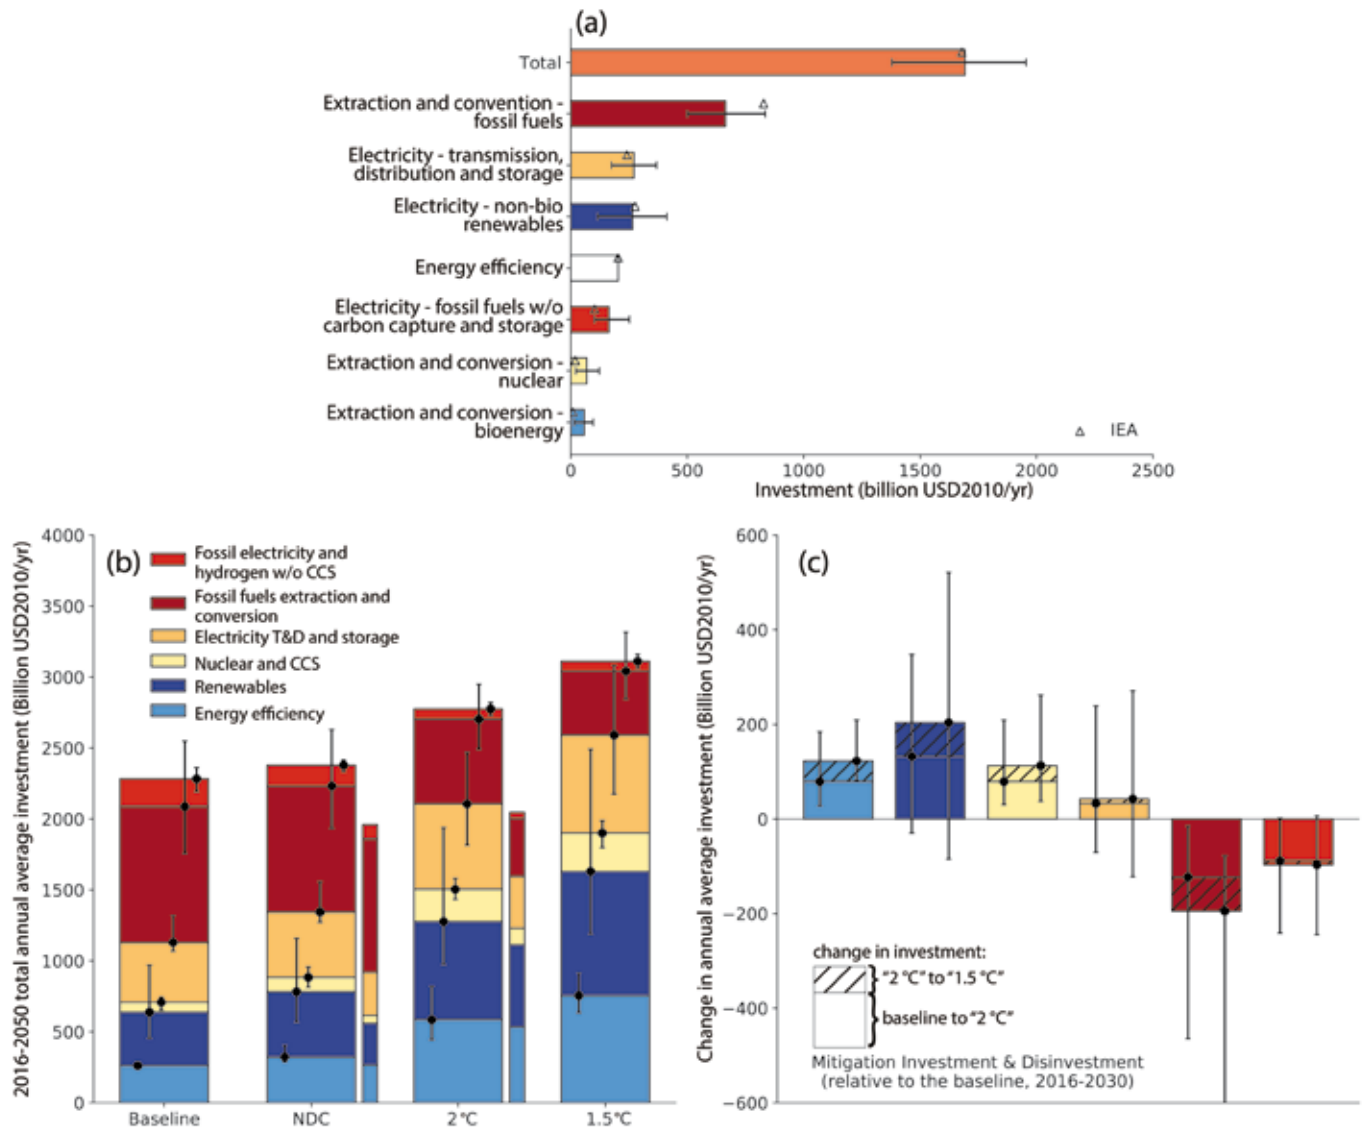 (a)
Total
Extraction and convention -
fossil fuels
Electricity - transmission,
distribution and storage
Electricity - non-bio
renewables
Energy efficiency
Electricity - fossil fuels w/o
carbon capture and storage
Extraction and conversion -
nuclear
Extraction and conversion -
bioenergy
IEA
0
500
1000
1500
2000
2500
Investment (billion USD2010/yr)
(b)
2016-2050 total annual average investment (Billion USD2010/yr)
4000
3500
3000
2500
2000
1500
1000
500
0
Fossil electricity and
hydrogen w/o CCS
Fossil fuels extraction and
conversion
Electricity T&D and storage
Nuclear and CCS
Renewables
Energy efficiency
Baseline
NDC
2°C
1.5°C
(c)
Change in annual average investment (Billion USD2010/yr)
600
400
200
0
−200
−400
−600
change in investment:
"2 °C" to "1.5 °C"
baseline to "2 °C"
Mitigation Investment & Disinvestment
(relative to the baseline, 2016-2030)